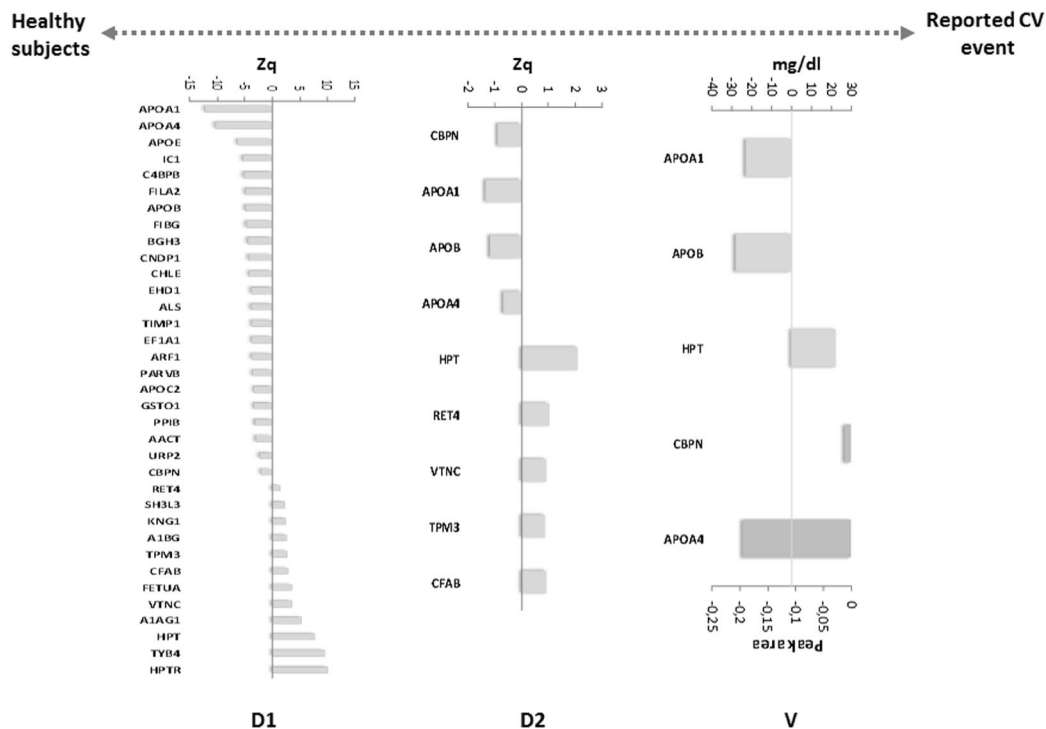 Healthy
subjects
Reported CV
event
Zq
-15 -10 -5 0 5 10 15
APOA1
APOA4
APOE
IC1
C4BPB
FILA2
APOB
FIBG
BGH3
CNDP1
CHLE
EHD1
ALS
TIMP1
EF1A1
ARF1
PARVB
APOC2
GSTO1
PPIB
AACT
URP2
CBPN
RET4
SH3L3
KNG1
A1BG
TPM3
CFAB
FETUA
VTNC
A1AG1
HPT
TYB4
HPTR
D1
Zq
-2 -1 0 1 2 3
CBPN
APOA1
APOB
APOA4
HPT
RET4
VTNC
TPM3
CFAB
D2
mg/dl
-40 -30 -20 -10 0 10 20 30
APOA1
APOB
HPT
CBPN
APOA4
-0,25 -0,2 -0,15 -0,1 -0,05 0
Peak area
V